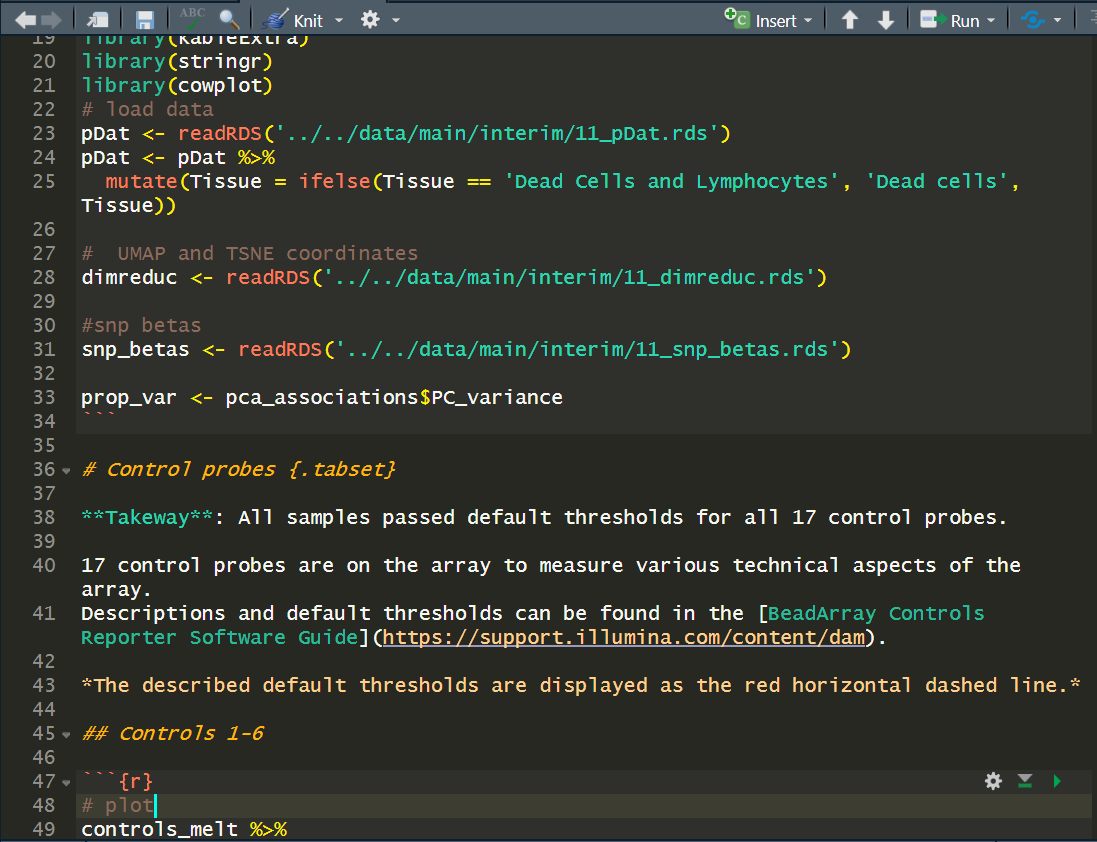 ABC Knit Insert Run
19 library(kableExtra)
20 library(stringr)
21 library(cowplot)
22 # load data
23 pDat <- readRDS('../../data/main/interim/11_pDat.rds')
24 pDat <- pDat %>%
25   mutate(Tissue = ifelse(Tissue == 'Dead Cells and Lymphocytes', 'Dead cells',
Tissue))
26
27 #  UMAP and TSNE coordinates
28 dimreduc <- readRDS('../../data/main/interim/11_dimreduc.rds')
29
30 #snp betas
31 snp_betas <- readRDS('../../data/main/interim/11_snp_betas.rds')
32
33 prop_var <- pca_associations$PC_variance
34 ```
35
36 # Control probes {.tabset}
37
38 **Takeway**: All samples passed default thresholds for all 17 control probes.
39
40 17 control probes are on the array to measure various technical aspects of the
array.
41 Descriptions and default thresholds can be found in the [BeadArray Controls
Reporter Software Guide](https://support.illumina.com/content/dam).
42
43 *The described default thresholds are displayed as the red horizontal dashed line.*
44
45 ## Controls 1-6
46
47 ```{r}
48 # plot
49 controls_melt %>%